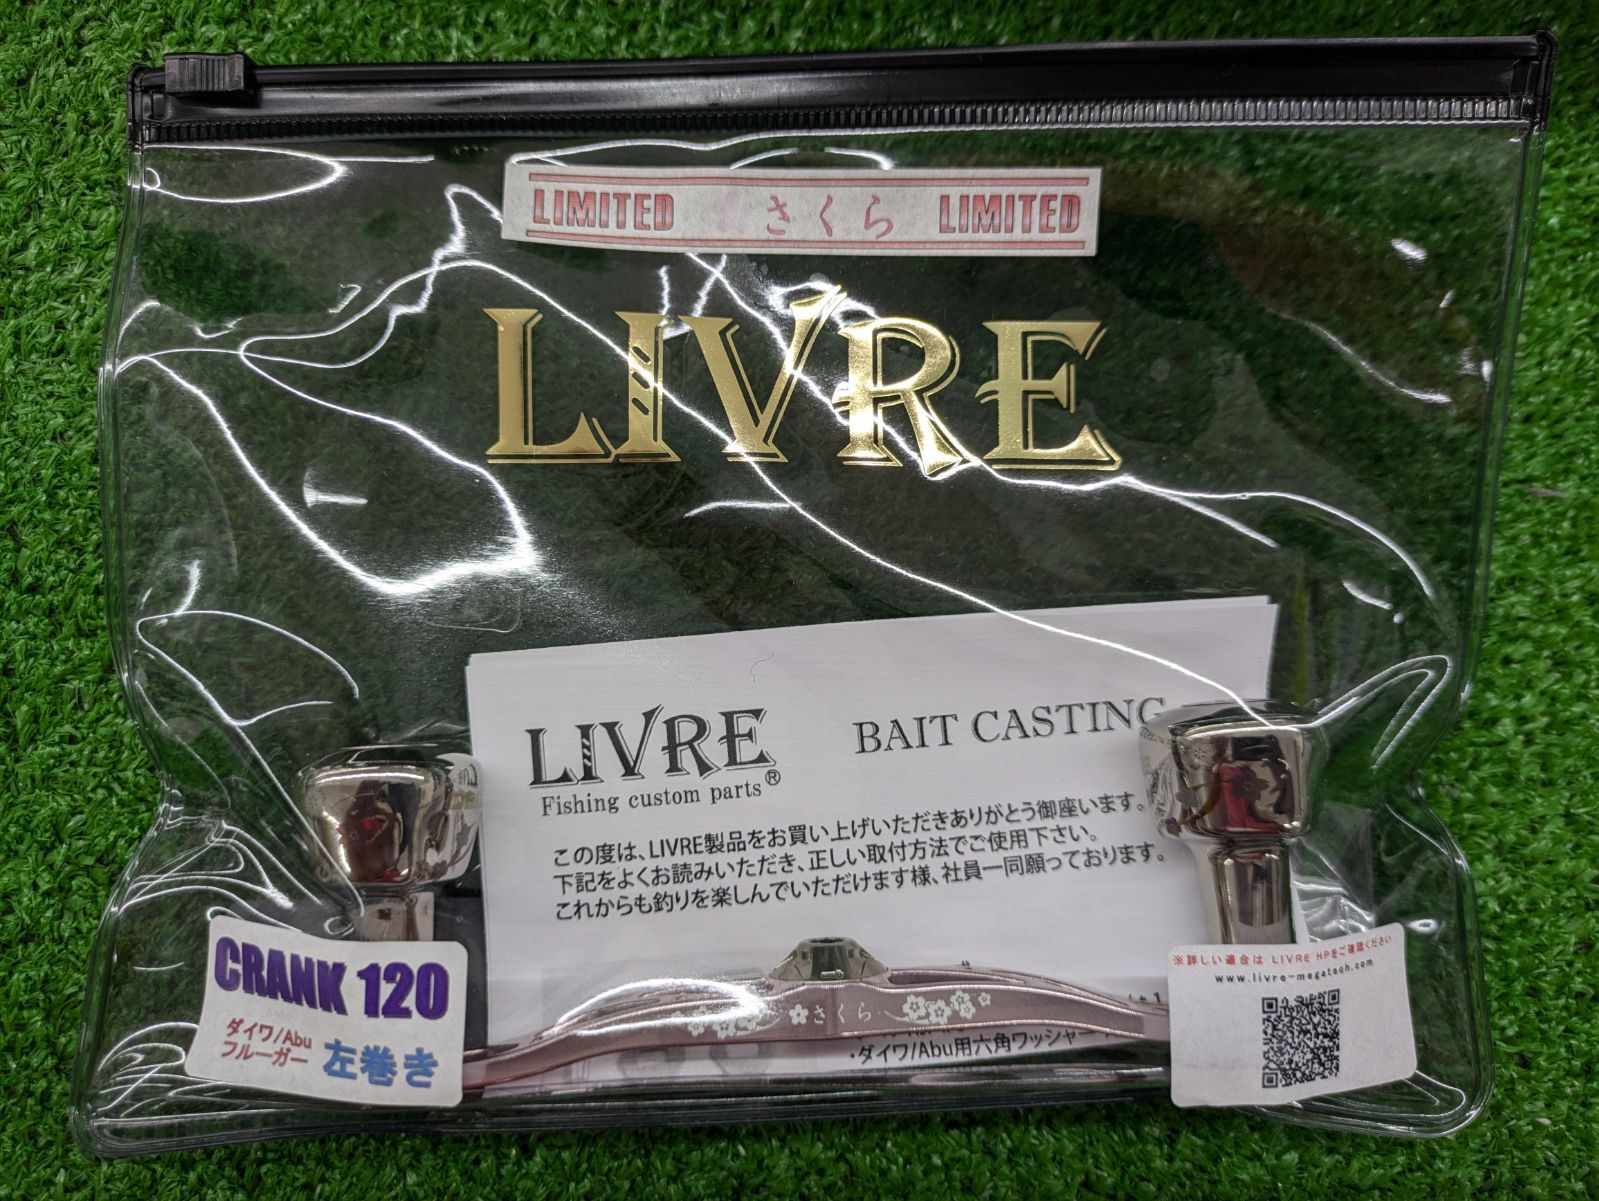 LIMITED さくら LIMITED
LIVRE
LIVRE®
Fishing custom parts
BAIT CASTING
この度は、LIVRE製品をお買い上げいただきありがとう御座います。
下記をよくお読みいただき、正しい取付方法でご使用下さい。
これからも釣りを楽しんでいただけます様、社員一同願っております。
CRANK 120
ダイワ/Abu
フルーガー
左巻き
さくら
・ダイワ/Abu用六角ワッシャー
※詳しい適合は LIVRE HPをご確認ください
www.livre-megatech.com